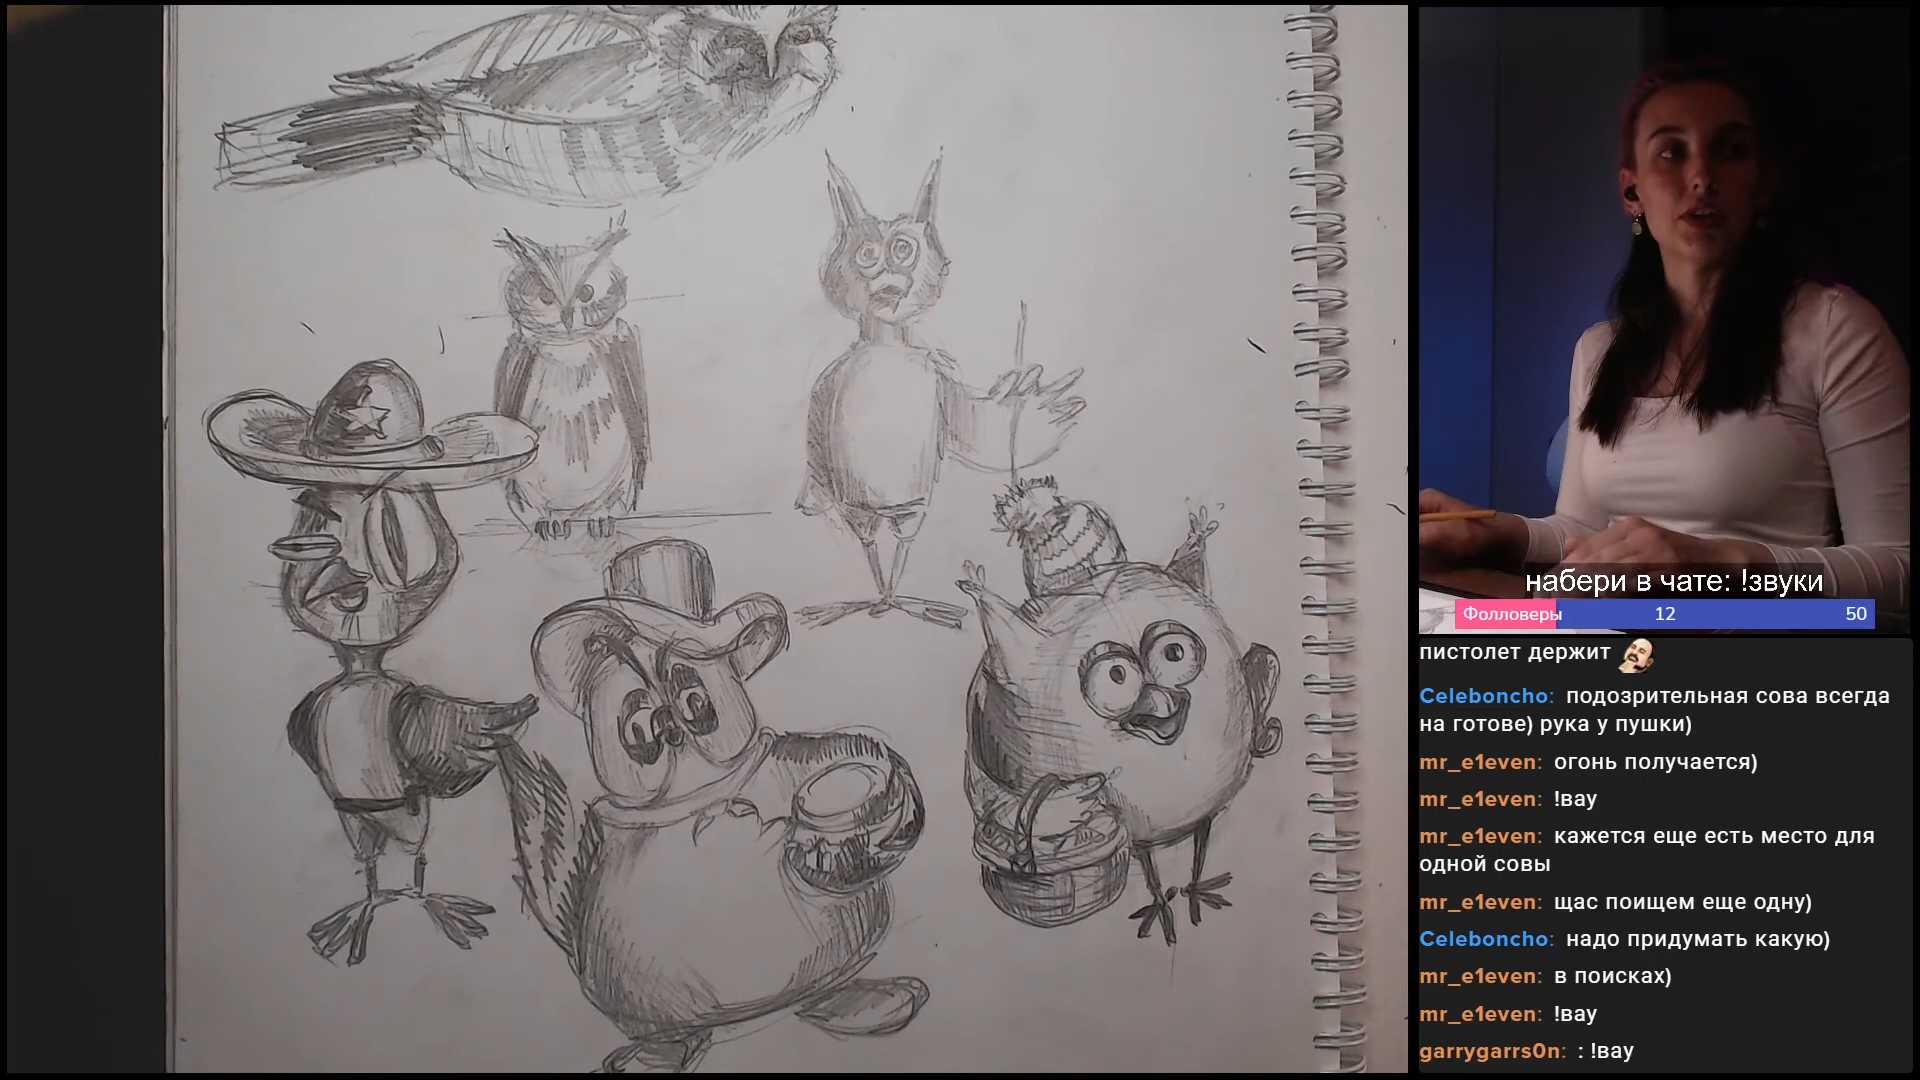 набери в чате: !звуки
Фолловеры 12 50
пистолет держит
Celeboncho: подозрительная сова всегда
на готове) рука у пушки)
mr_e1even: огонь получается)
mr_e1even: !вау
mr_e1even: кажется еще есть место для
одной совы
mr_e1even: щас поищем еще одну)
Celeboncho: надо придумать какую)
mr_e1even: в поисках)
mr_e1even: !вау
garrygarrs0n: : !вау